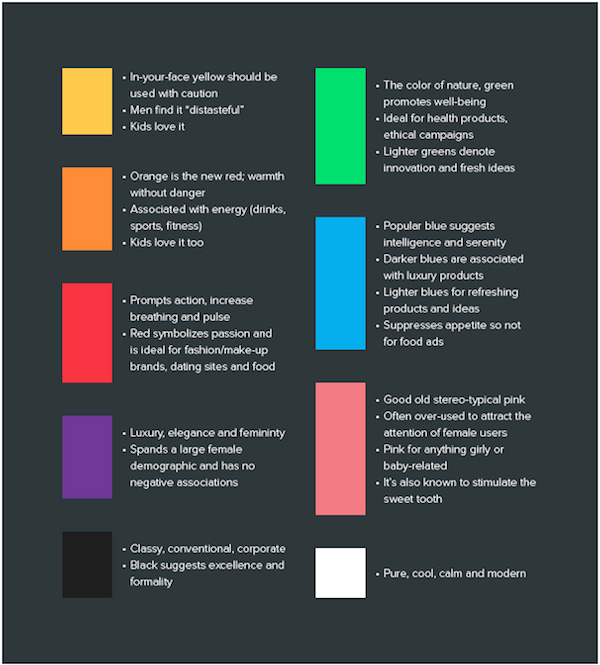 • In-your-face yellow should be
used with caution
• Men find it “distasteful”
• Kids love it
• Orange is the new red; warmth
without danger
• Associated with energy (drinks,
sports, fitness)
• Kids love it too
• Prompts action, increase
breathing and pulse
• Red symbolizes passion and
is ideal for fashion/make-up
brands, dating sites and food
• Luxury, elegance and femininty
• Spands a large female
demographic and has no
negative associations
• Classy, conventional, corporate
• Black suggests excellence and
formality
• The color of nature, green
promotes well-being
• Ideal for health products,
ethical campaigns
• Lighter greens denote
innovation and fresh ideas
• Popular blue suggests
intelligence and serenity
• Darker blues are associated
with luxury products
• Lighter blues for refreshing
products and ideas
• Suppresses appetite so not
for food ads
• Good old stereo-typical pink
• Often over-used to attract the
attention of female users
• Pink for anything girly or
baby-related
• It’s also known to stimulate the
sweet tooth
• Pure, cool, calm and modern